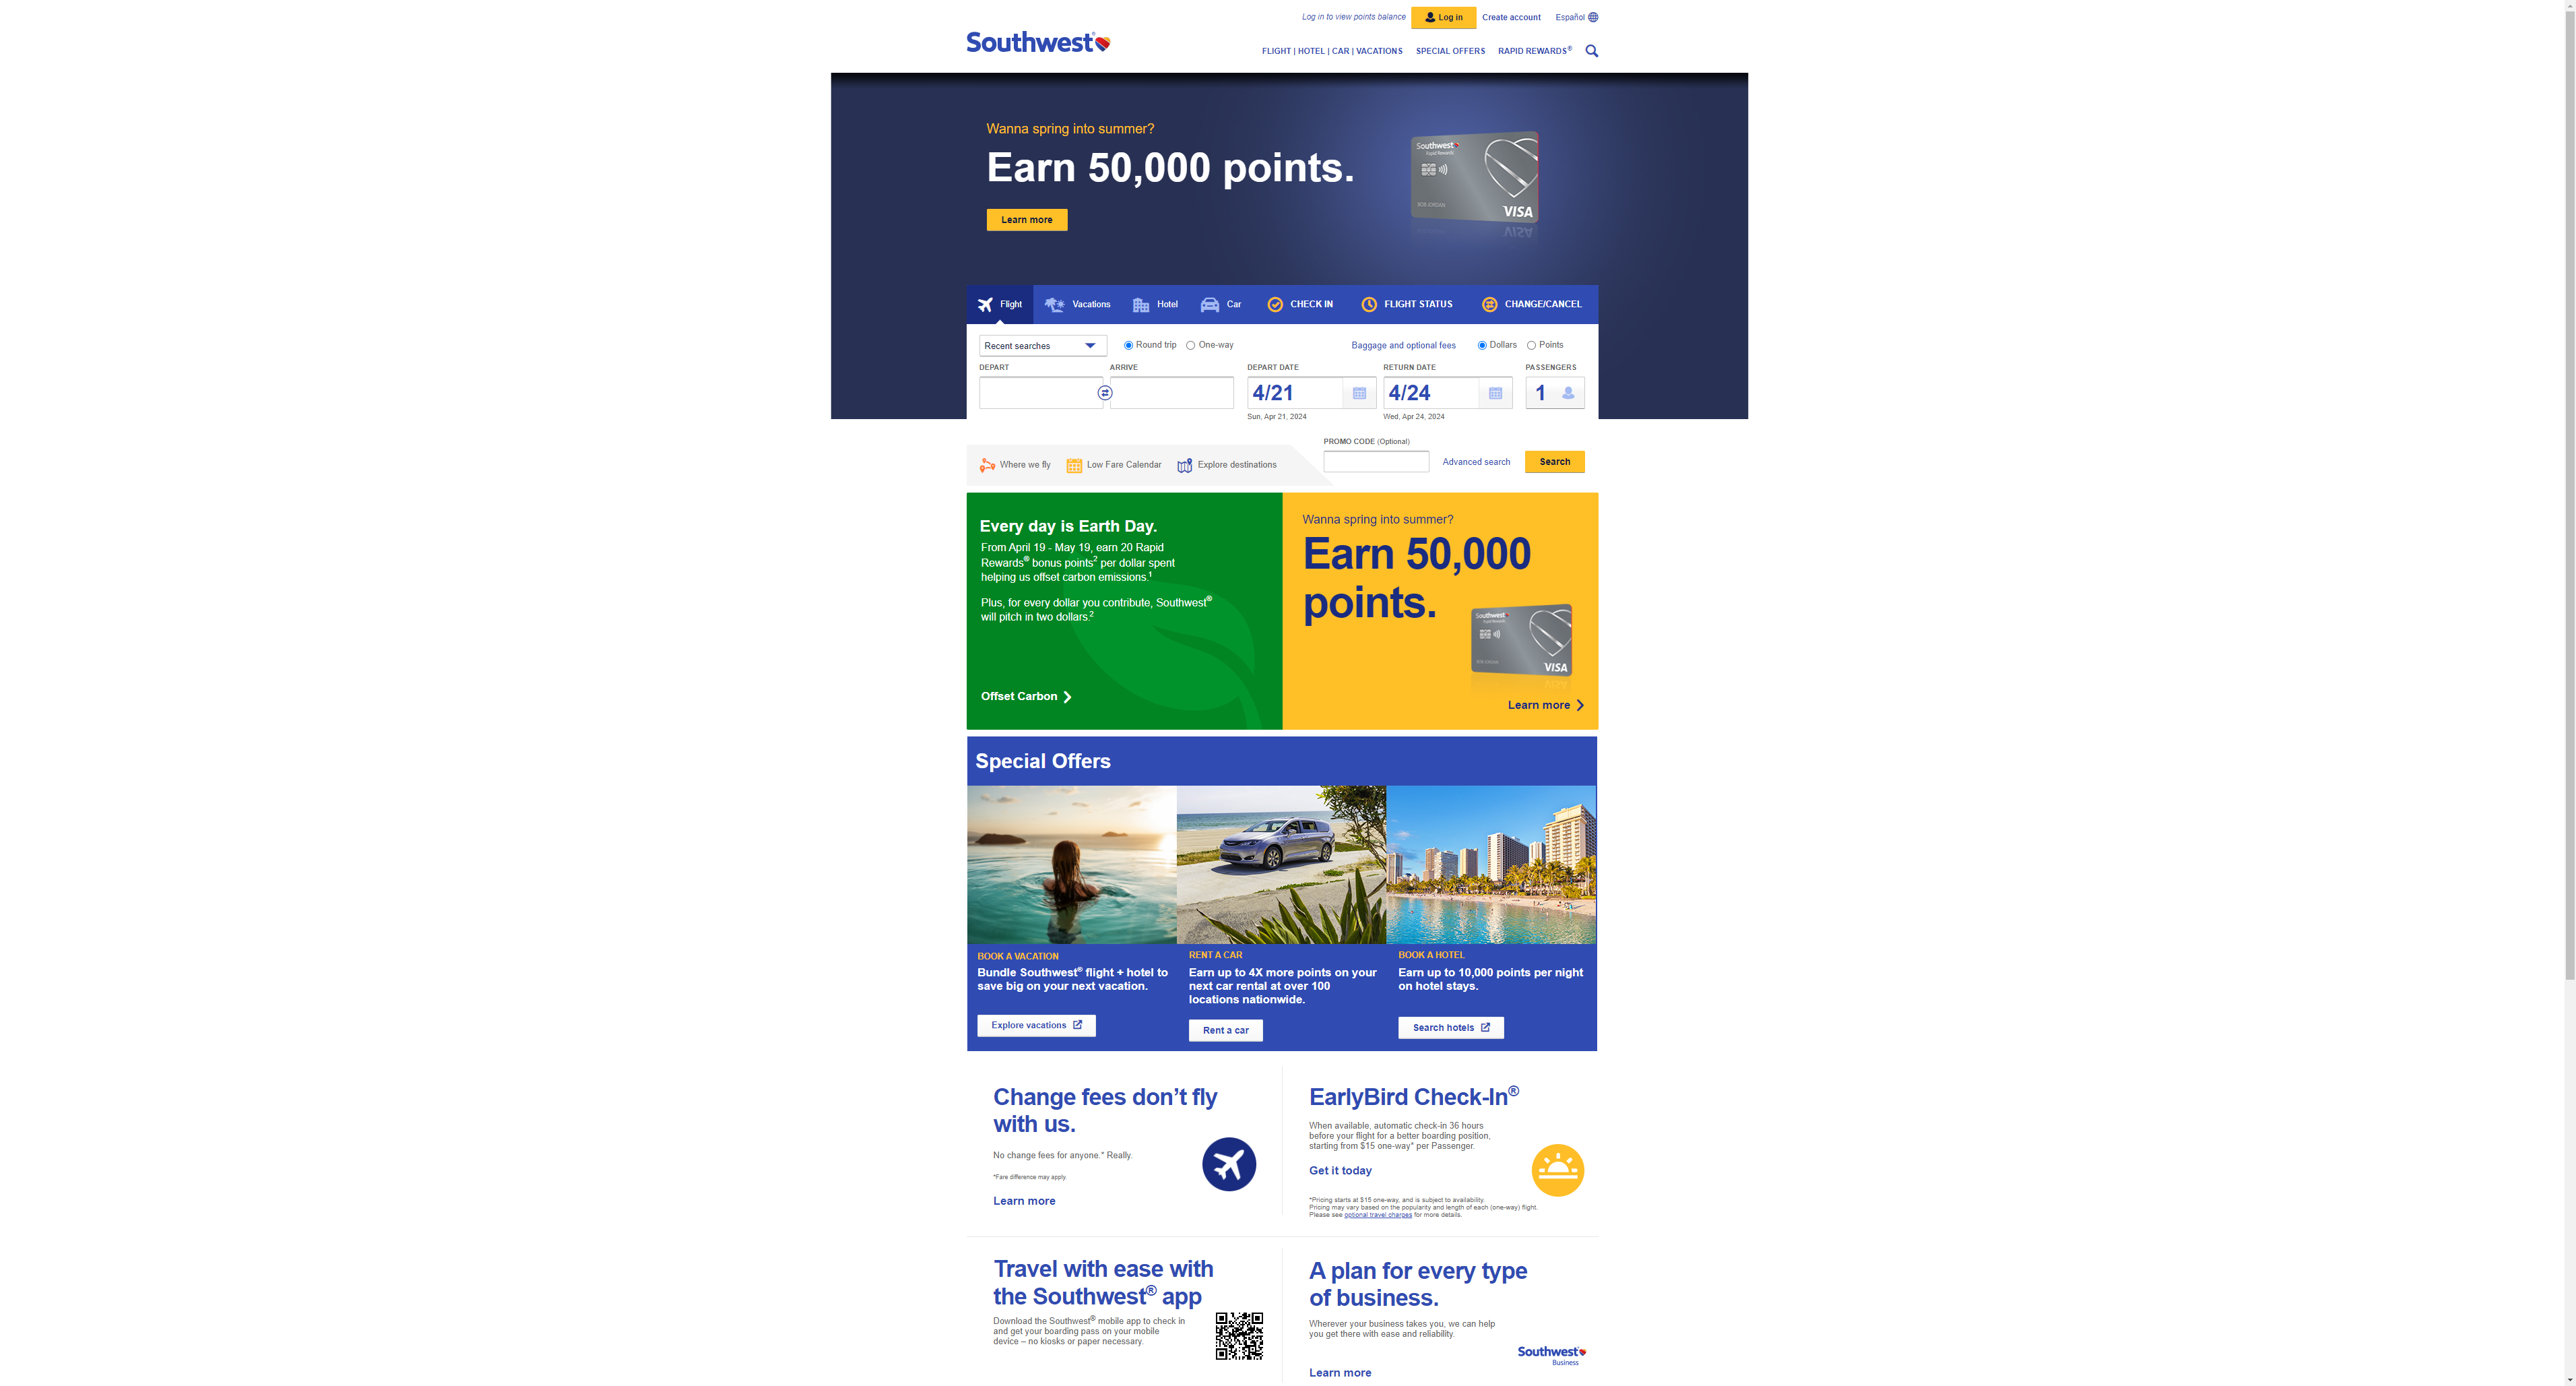 Log in to view points balance
Log in
Create account
Español
Southwest®
FLIGHT | HOTEL | CAR | VACATIONS
SPECIAL OFFERS
RAPID REWARDS®
Wanna spring into summer?
Earn 50,000 points.
Learn more
Southwest
Rapid Rewards
BOB JORDAN
VISA
Flight
Vacations
Hotel
Car
CHECK IN
FLIGHT STATUS
CHANGE/CANCEL
Recent searches
Round trip
One-way
Baggage and optional fees
Dollars
Points
DEPART
ARRIVE
DEPART DATE
RETURN DATE
PASSENGERS
4/21
4/24
1
Sun, Apr 21, 2024
Wed, Apr 24, 2024
PROMO CODE (Optional)
Where we fly
Low Fare Calendar
Explore destinations
Advanced search
Search
Every day is Earth Day.
From April 19 - May 19, earn 20 Rapid
Rewards® bonus points² per dollar spent
helping us offset carbon emissions.¹
Plus, for every dollar you contribute, Southwest®
will pitch in two dollars.²
Offset Carbon
Wanna spring into summer?
Earn 50,000
points.
Southwest
Rapid Rewards
BOB JORDAN
VISA
Learn more
Special Offers
BOOK A VACATION
Bundle Southwest® flight + hotel to
save big on your next vacation.
Explore vacations
RENT A CAR
Earn up to 4X more points on your
next car rental at over 100
locations nationwide.
Rent a car
BOOK A HOTEL
Earn up to 10,000 points per night
on hotel stays.
Search hotels
Change fees don’t fly
with us.
No change fees for anyone.* Really.
*Fare difference may apply.
Learn more
EarlyBird Check-In®
When available, automatic check-in 36 hours
before your flight for a better boarding position,
starting from $15 one-way* per Passenger.
Get it today
*Pricing starts at $15 one-way, and is subject to availability.
Pricing may vary based on the popularity and length of each (one-way) flight.
Please see optional travel charges for more details.
Travel with ease with
the Southwest® app
Download the Southwest® mobile app to check in
and get your boarding pass on your mobile
device – no kiosks or paper necessary.
A plan for every type
of business.
Wherever your business takes you, we can help
you get there with ease and reliability.
Southwest
Business
Learn more